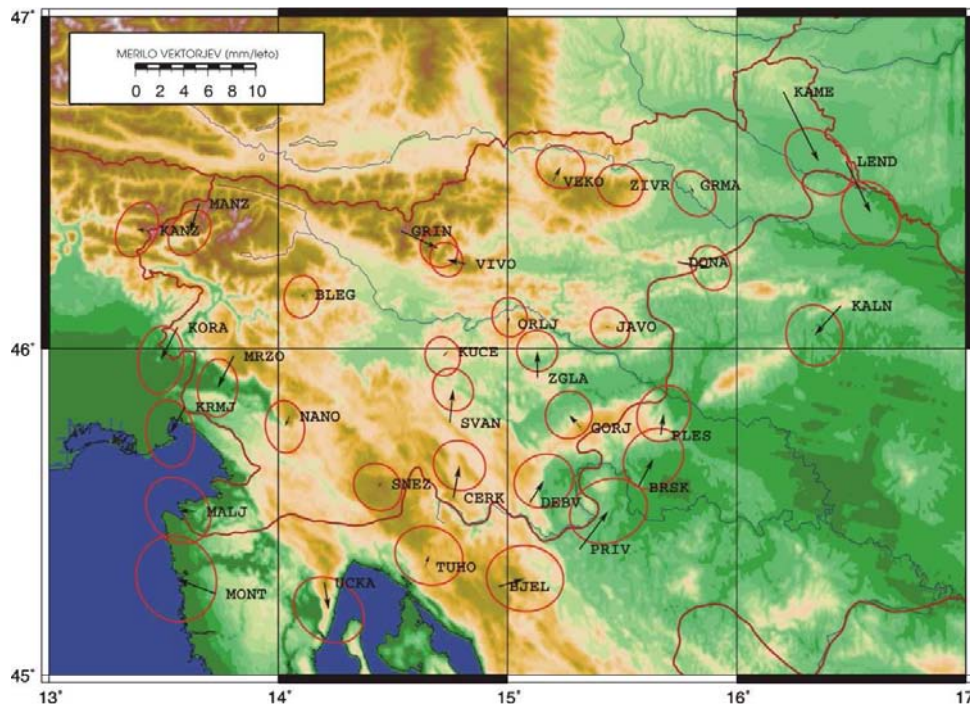 47°
MERILO VEKTORJEV (mm/leto)
0 2 4 6 8 10
KAME
LEND
VEKO
ZIVR
GRMA
MANZ
KANZ
GRIN
VIVO
DONA
BLEG
KALN
ORLJ
JAVO
KORA
46°
MRZO
KUCE
ZGLA
KRMJ
NANO
SVAN
GORJ
PLES
SNEZ
CERK
DEBV
BRSK
MALJ
PRIV
TUHO
UCKA
BJEL
MONT
45°
13° 14° 15° 16° 17°